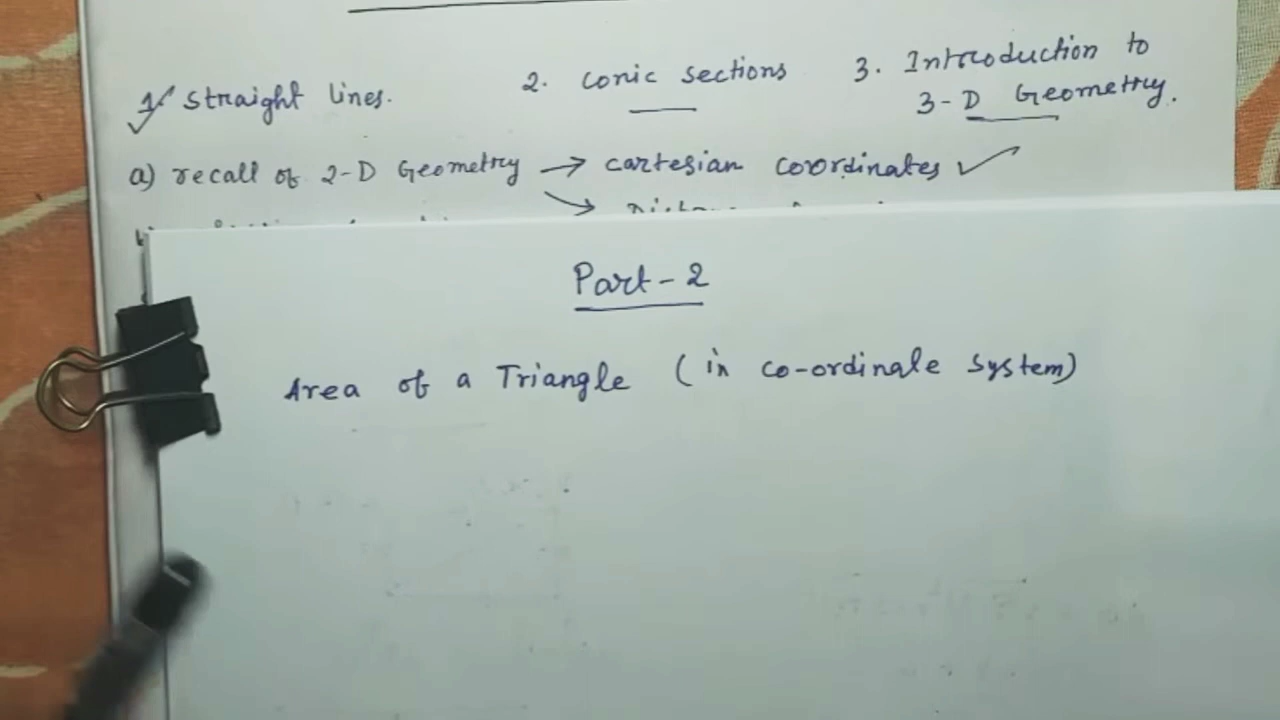 1 Straight lines.
2. Conic sections
3. Introduction to
3-D Geometry.
a) recall of 2-D Geometry → cartesian coordinates ✓
Part-2
Area of a Triangle (in co-ordinate system)